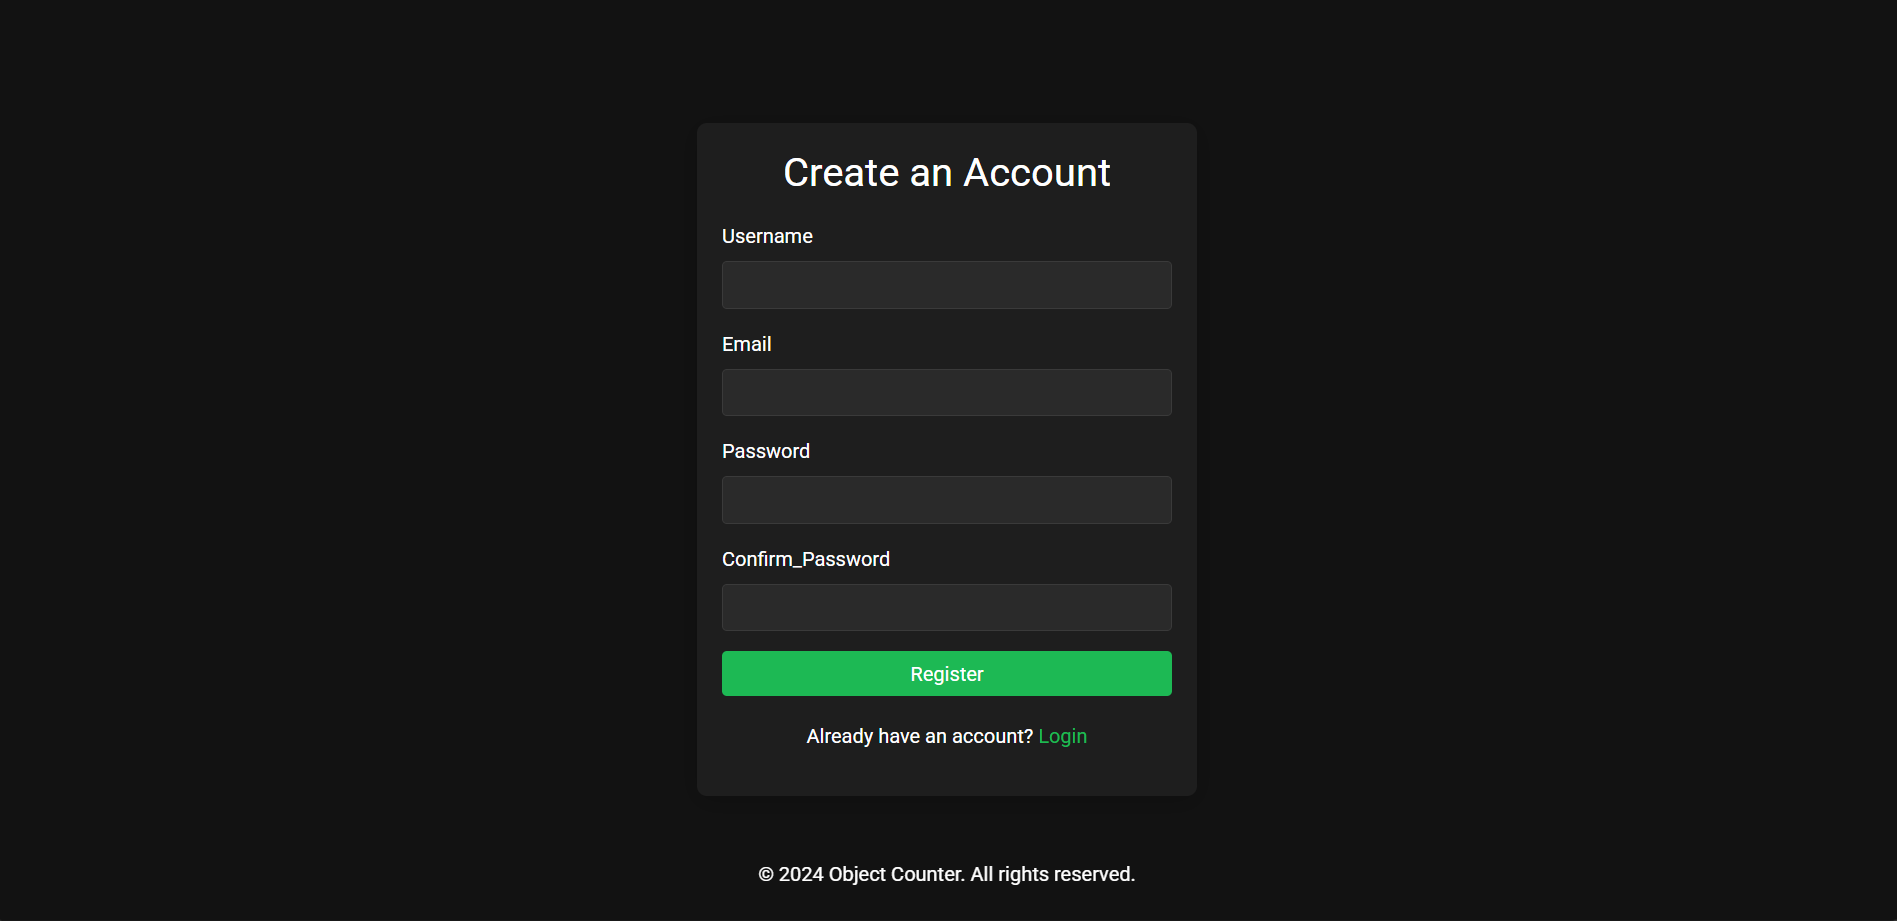 Create an Account
Username
Email
Password
Confirm_Password
Register
Already have an account? Login
© 2024 Object Counter. All rights reserved.